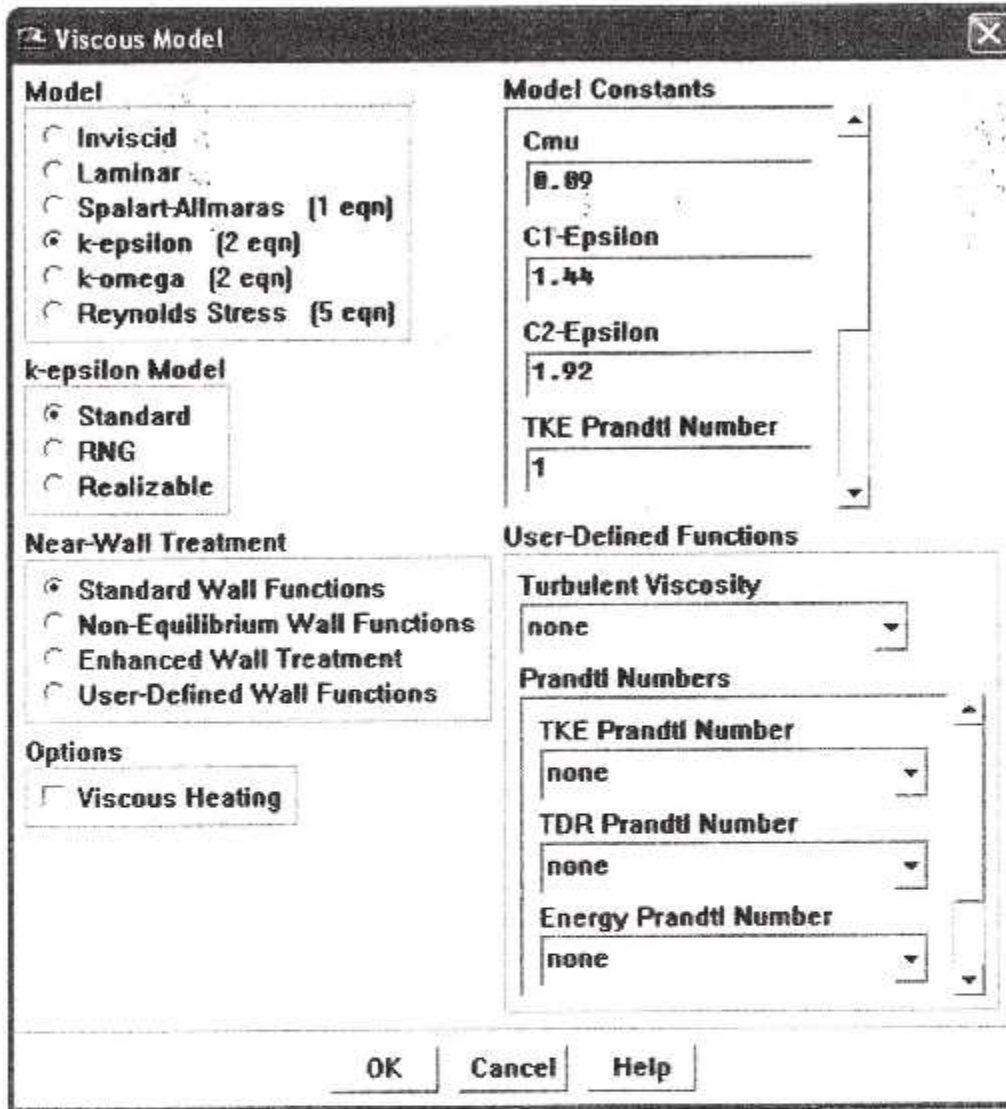 Viscous Model
Model
Inviscid
Laminar
Spalart-Allmaras (1 eqn)
k-epsilon (2 eqn)
k-omega (2 eqn)
Reynolds Stress (5 eqn)
k-epsilon Model
Standard
RNG
Realizable
Near-Wall Treatment
Standard Wall Functions
Non-Equilibrium Wall Functions
Enhanced Wall Treatment
User-Defined Wall Functions
Options
Viscous Heating
Model Constants
Cmu
0.09
C1-Epsilon
1.44
C2-Epsilon
1.92
TKE Prandtl Number
1
User-Defined Functions
Turbulent Viscosity
none
Prandtl Numbers
TKE Prandtl Number
none
TDR Prandtl Number
none
Energy Prandtl Number
none
OK Cancel Help